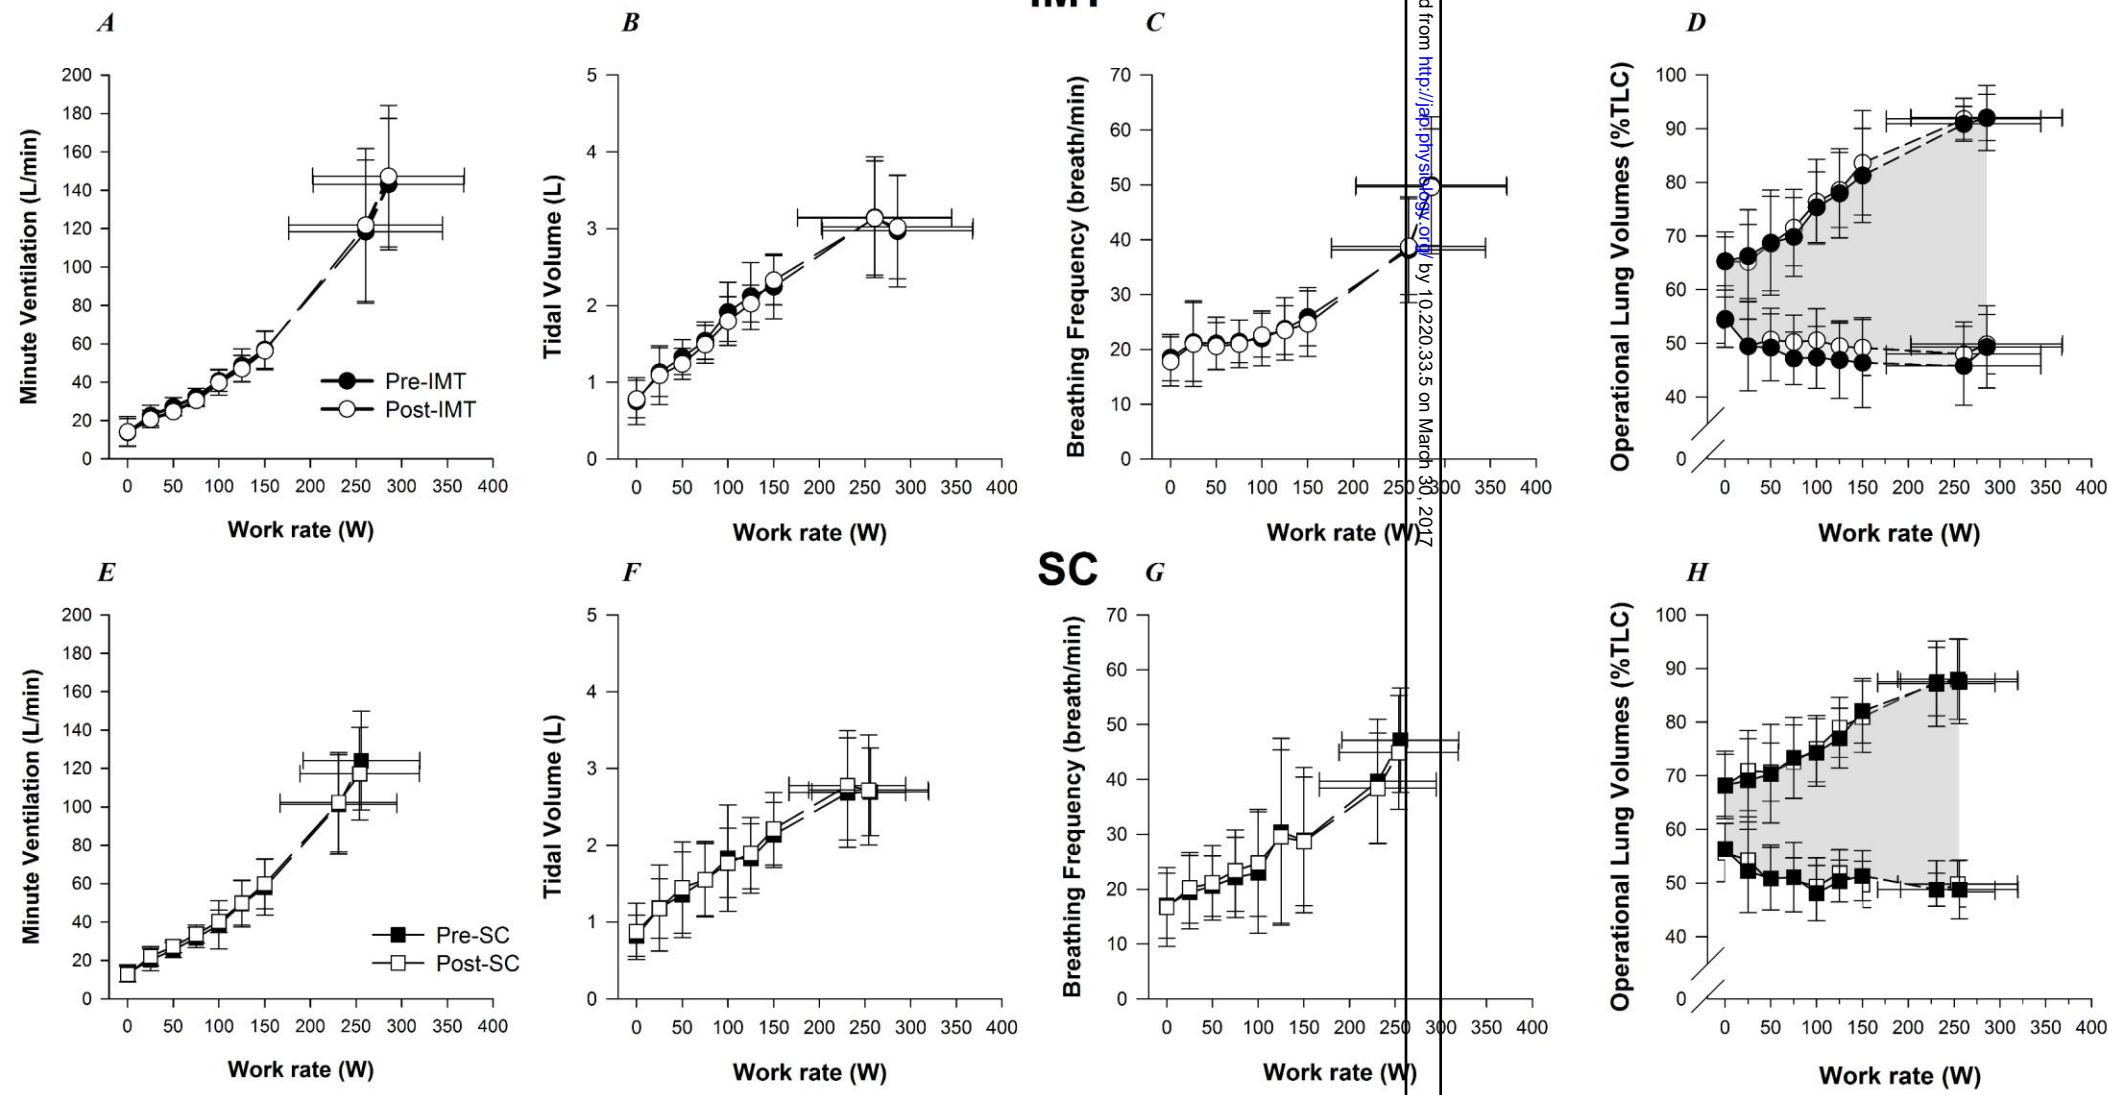 IMT
A
B
C
D
200
180
160
140
120
100
80
60
40
20
0
Minute Ventilation (L/min)
Pre-IMT
Post-IMT
0 50 100 150 200 250 300 350 400
Work rate (W)
5
4
3
2
1
0
Tidal Volume (L)
0 50 100 150 200 250 300 350 400
Work rate (W)
70
60
50
40
30
20
10
0
Breathing Frequency (breath/min)
0 50 100 150 200 250 300 350 400
Work rate (W)
d from http://jap.physiology.org/ by 10.220.33.5 on March 30, 2017
100
90
80
70
60
50
40
0
Operational Lung Volumes (%TLC)
0 50 100 150 200 250 300 350 400
Work rate (W)
SC
E
F
G
H
200
180
160
140
120
100
80
60
40
20
0
Minute Ventilation (L/min)
Pre-SC
Post-SC
0 50 100 150 200 250 300 350 400
Work rate (W)
5
4
3
2
1
0
Tidal Volume (L)
0 50 100 150 200 250 300 350 400
Work rate (W)
70
60
50
40
30
20
10
0
Breathing Frequency (breath/min)
0 50 100 150 200 250 300 350 400
Work rate (W)
100
90
80
70
60
50
40
0
Operational Lung Volumes (%TLC)
0 50 100 150 200 250 300 350 400
Work rate (W)